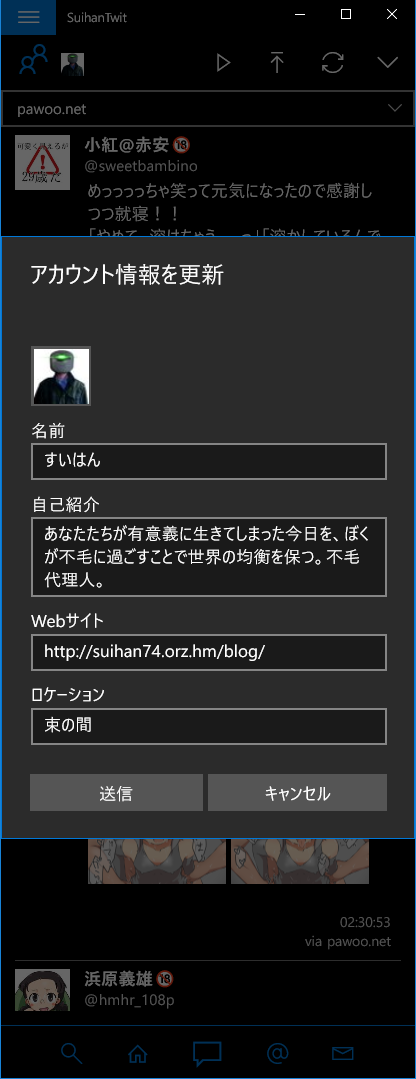 SuihanTwit
pawoo.net
小紅@赤安🔞
@sweetbambino
めっっっっちゃ笑って元気になったので感謝し
つつ就寝！！
アカウント情報を更新
名前
すいはん
自己紹介
あなたたちが有意義に生きてしまった今日を、ぼく
が不毛に過ごすことで世界の均衡を保つ。不毛
代理人。
Webサイト
http://suihan74.orz.hm/blog/
ロケーション
束の間
送信
キャンセル
02:30:53
via pawoo.net
浜原義雄🔞
@hmhr_108p